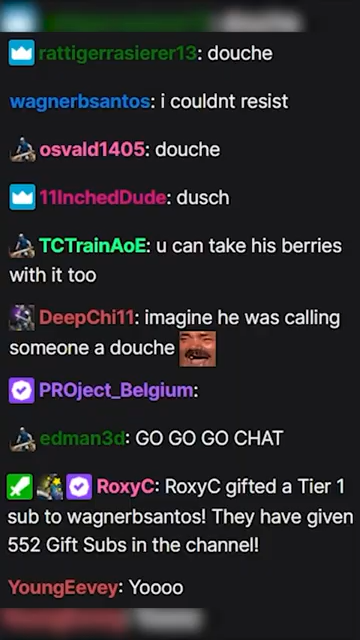 rattigerrasierer13: douche
wagnerbsantos: i couldnt resist
osvald1405: douche
11InchedDude: dusch
TCTrainAoE: u can take his berries
with it too
DeepChi11: imagine he was calling
someone a douche
PROject_Belgium:
edman3d: GO GO GO CHAT
RoxyC: RoxyC gifted a Tier 1
sub to wagnerbsantos! They have given
552 Gift Subs in the channel!
YoungEevey: Yoooo